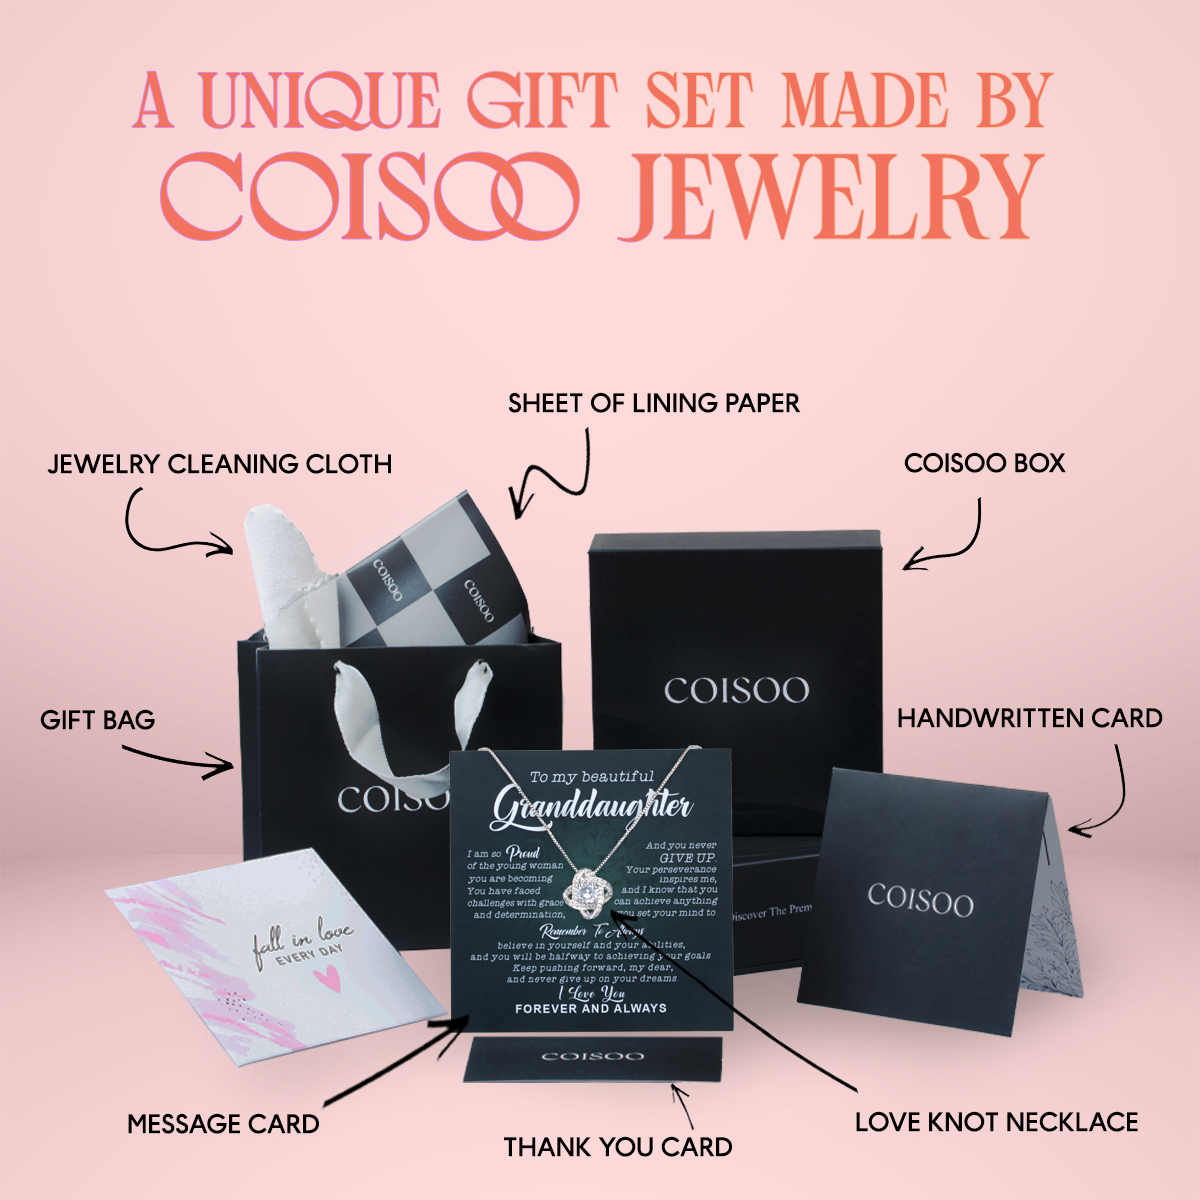 A UNIQUE GIFT SET MADE BY
COISOO JEWELRY
SHEET OF LINING PAPER
JEWELRY CLEANING CLOTH
COISOO BOX
COISOO
COISOO
COISOO
GIFT BAG
HANDWRITTEN CARD
COISO
To my beautiful
Granddaughter
I am so Proud
of the young woman
you are becoming
You have faced
challenges with grace
and determination,
And you never
GIVE UP.
Your perseverance
inspires me,
and I know that you
can achieve anything
you set your mind to.
Remember To Always
believe in yourself and your abilities,
and you will be halfway to achieving your goals
Keep pushing forward, my dear,
and never give up on your dreams
I Love You
FOREVER AND ALWAYS
Discover The Prem
COISOO
fall in love
EVERY DAY
COISOO
MESSAGE CARD
THANK YOU CARD
LOVE KNOT NECKLACE